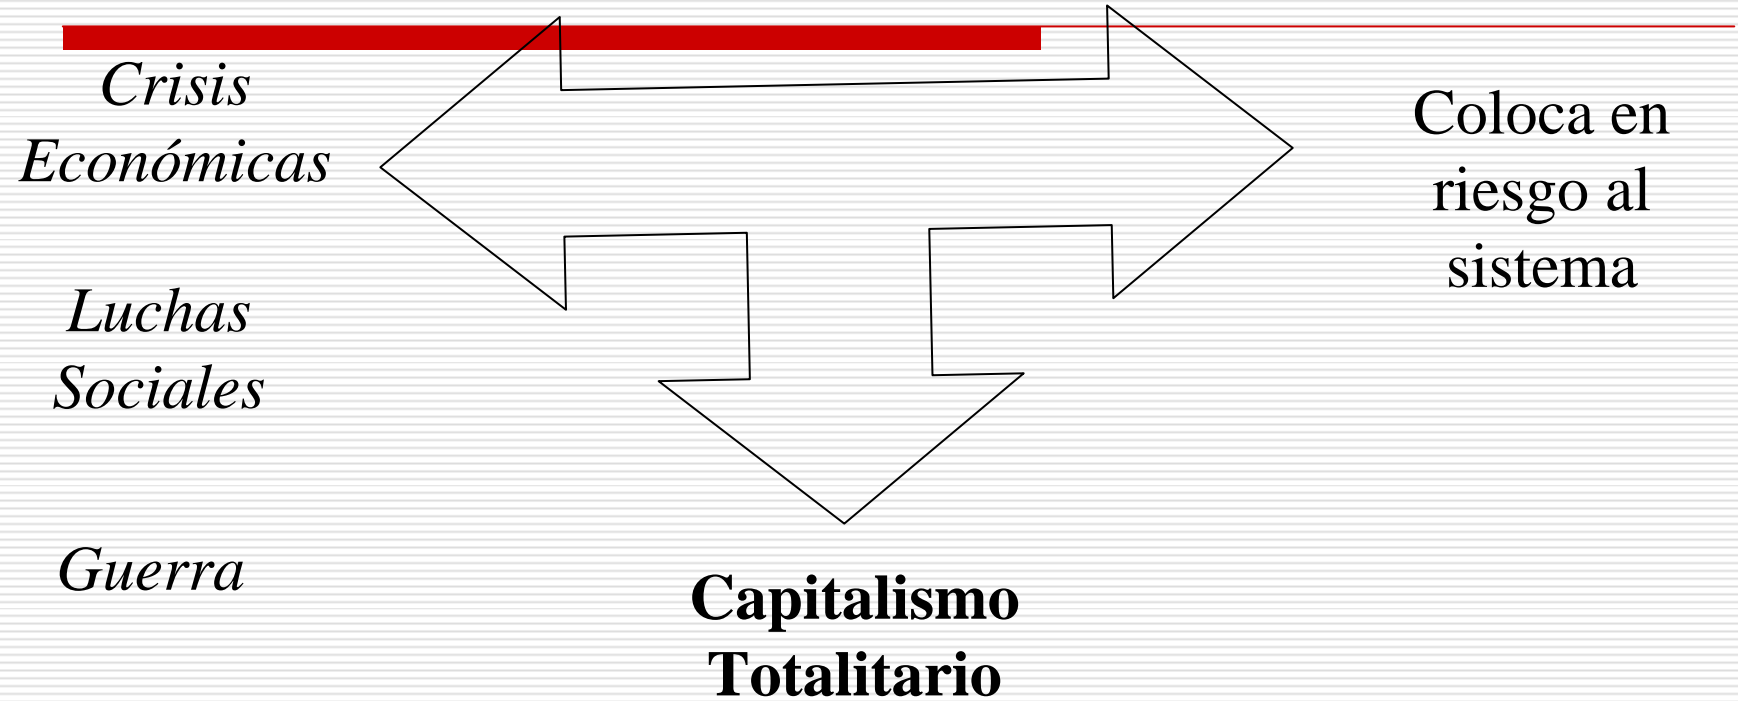 Crisis
Económicas
Luchas
Sociales
Guerra
Coloca en
riesgo al
sistema
Capitalismo
Totalitario